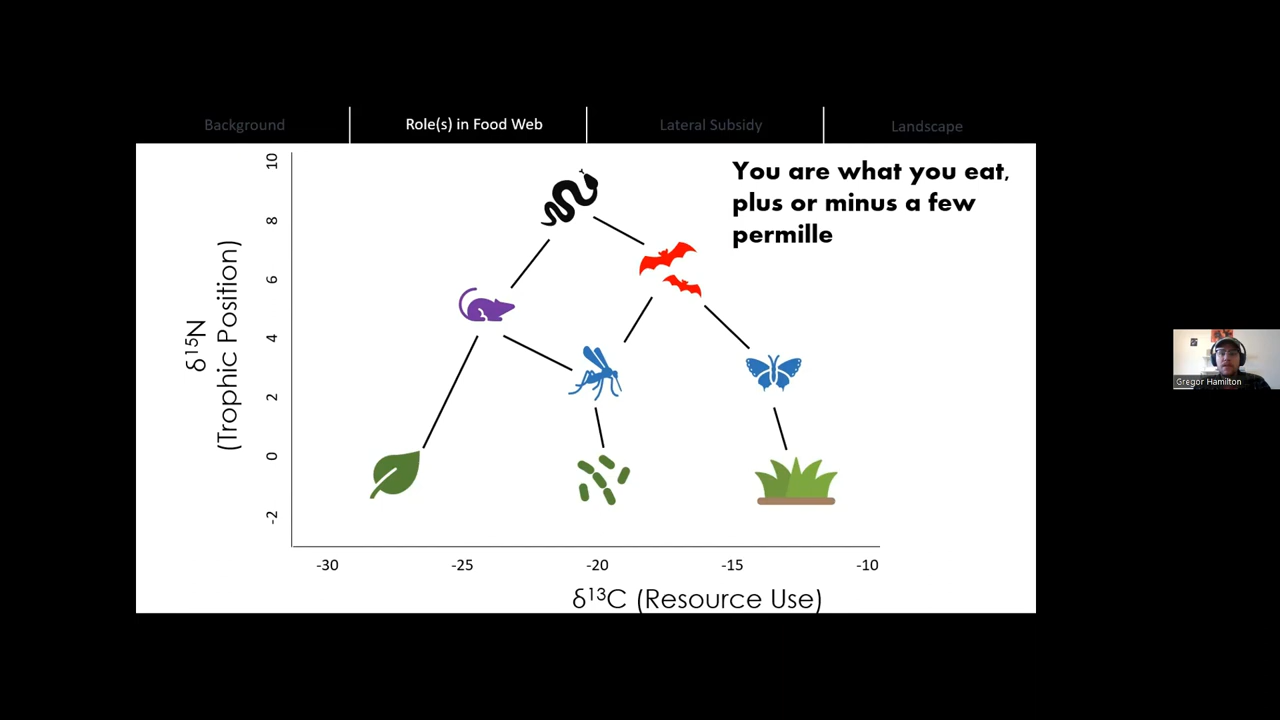 Background
Role(s) in Food Web
Lateral Subsidy
Landscape
You are what you eat,
plus or minus a few
permille
δ¹⁵N
(Trophic Position)
10
8
6
4
2
0
-2
-30
-25
-20
-15
-10
δ¹³C (Resource Use)
Gregor Hamilton